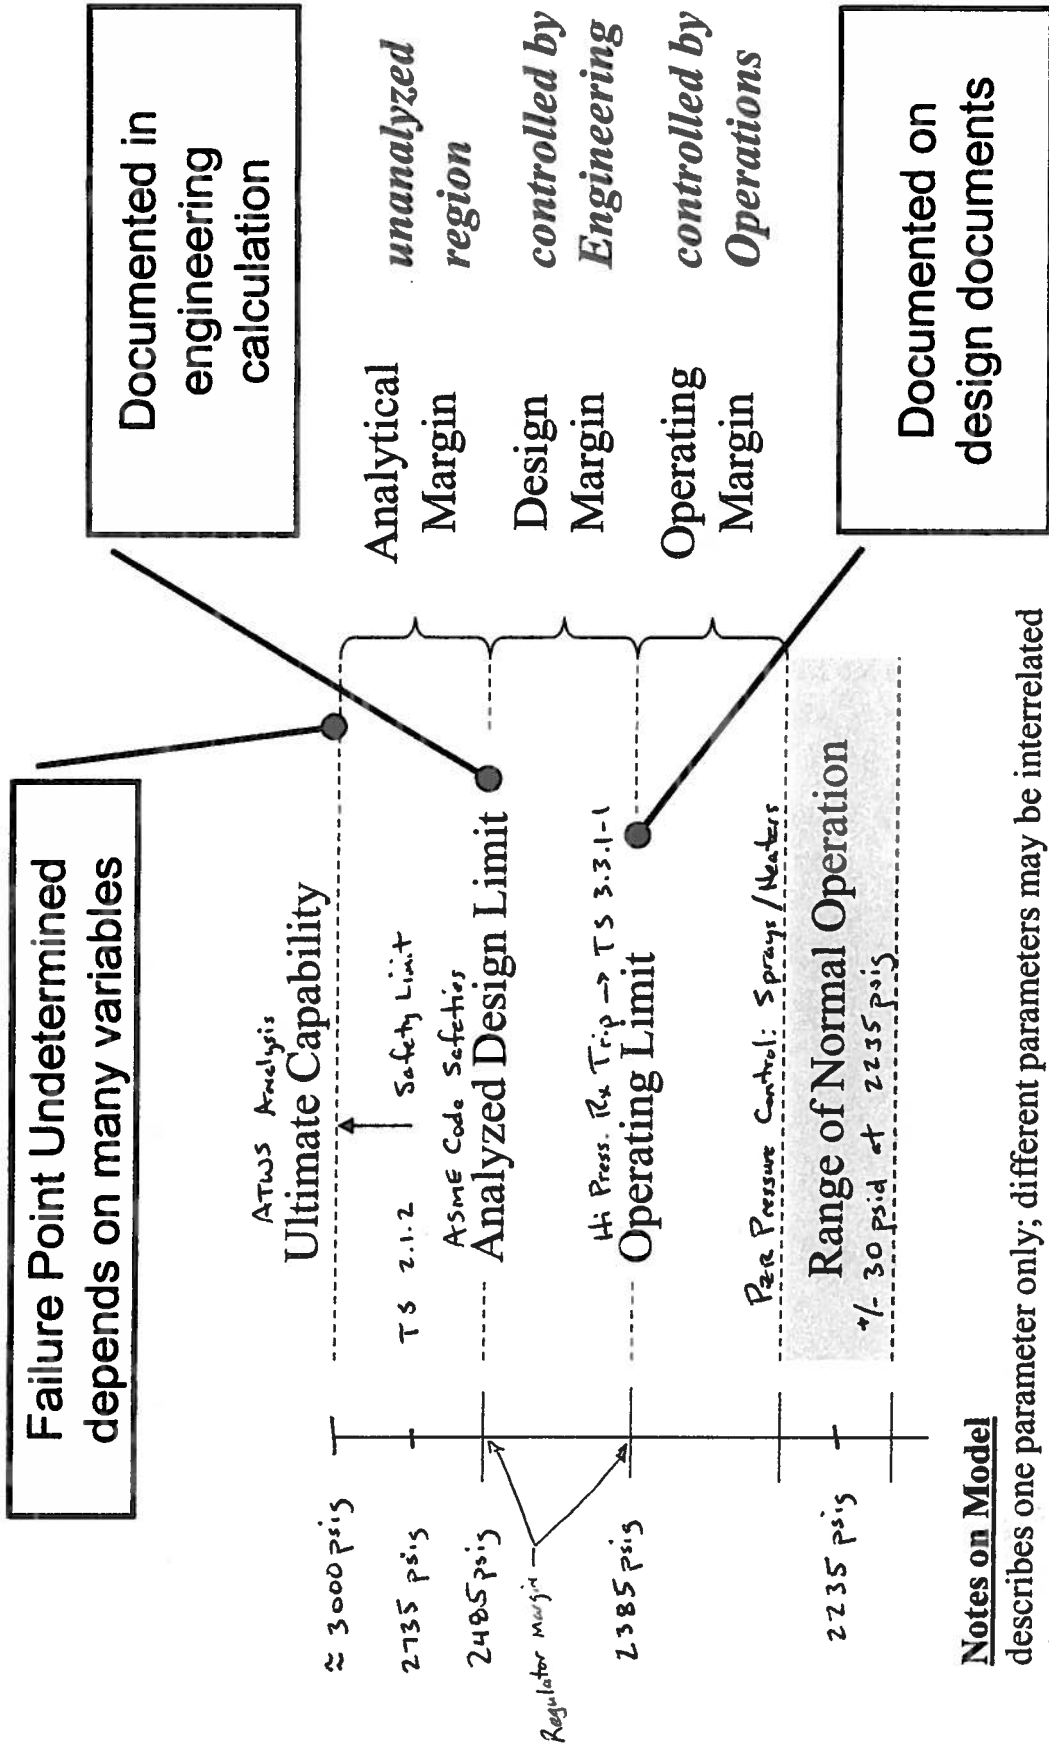 Failure Point Undetermined
depends on many variables
Documented in
engineering
calculation
≈ 3000 psig
ATWS Analysis
Ultimate Capability
2735 psig
TS 2.1.2
Safety Limit
2485 psig
ASME Code Safeties
Analyzed Design Limit
Regulator Margin
2385 psig
Hi Press. Rx Trip → TS 3.3.1-1
Operating Limit
PZR Pressure Control: Sprays/Heaters
Range of Normal Operation
2235 psig
+/- 30 psid at 2235 psig
Analytical
Margin
unanalyzed
region
Design
Margin
controlled by
Engineering
Operating
Margin
controlled by
Operations
Documented on
design documents
Notes on Model
describes one parameter only; different parameters may be interrelated